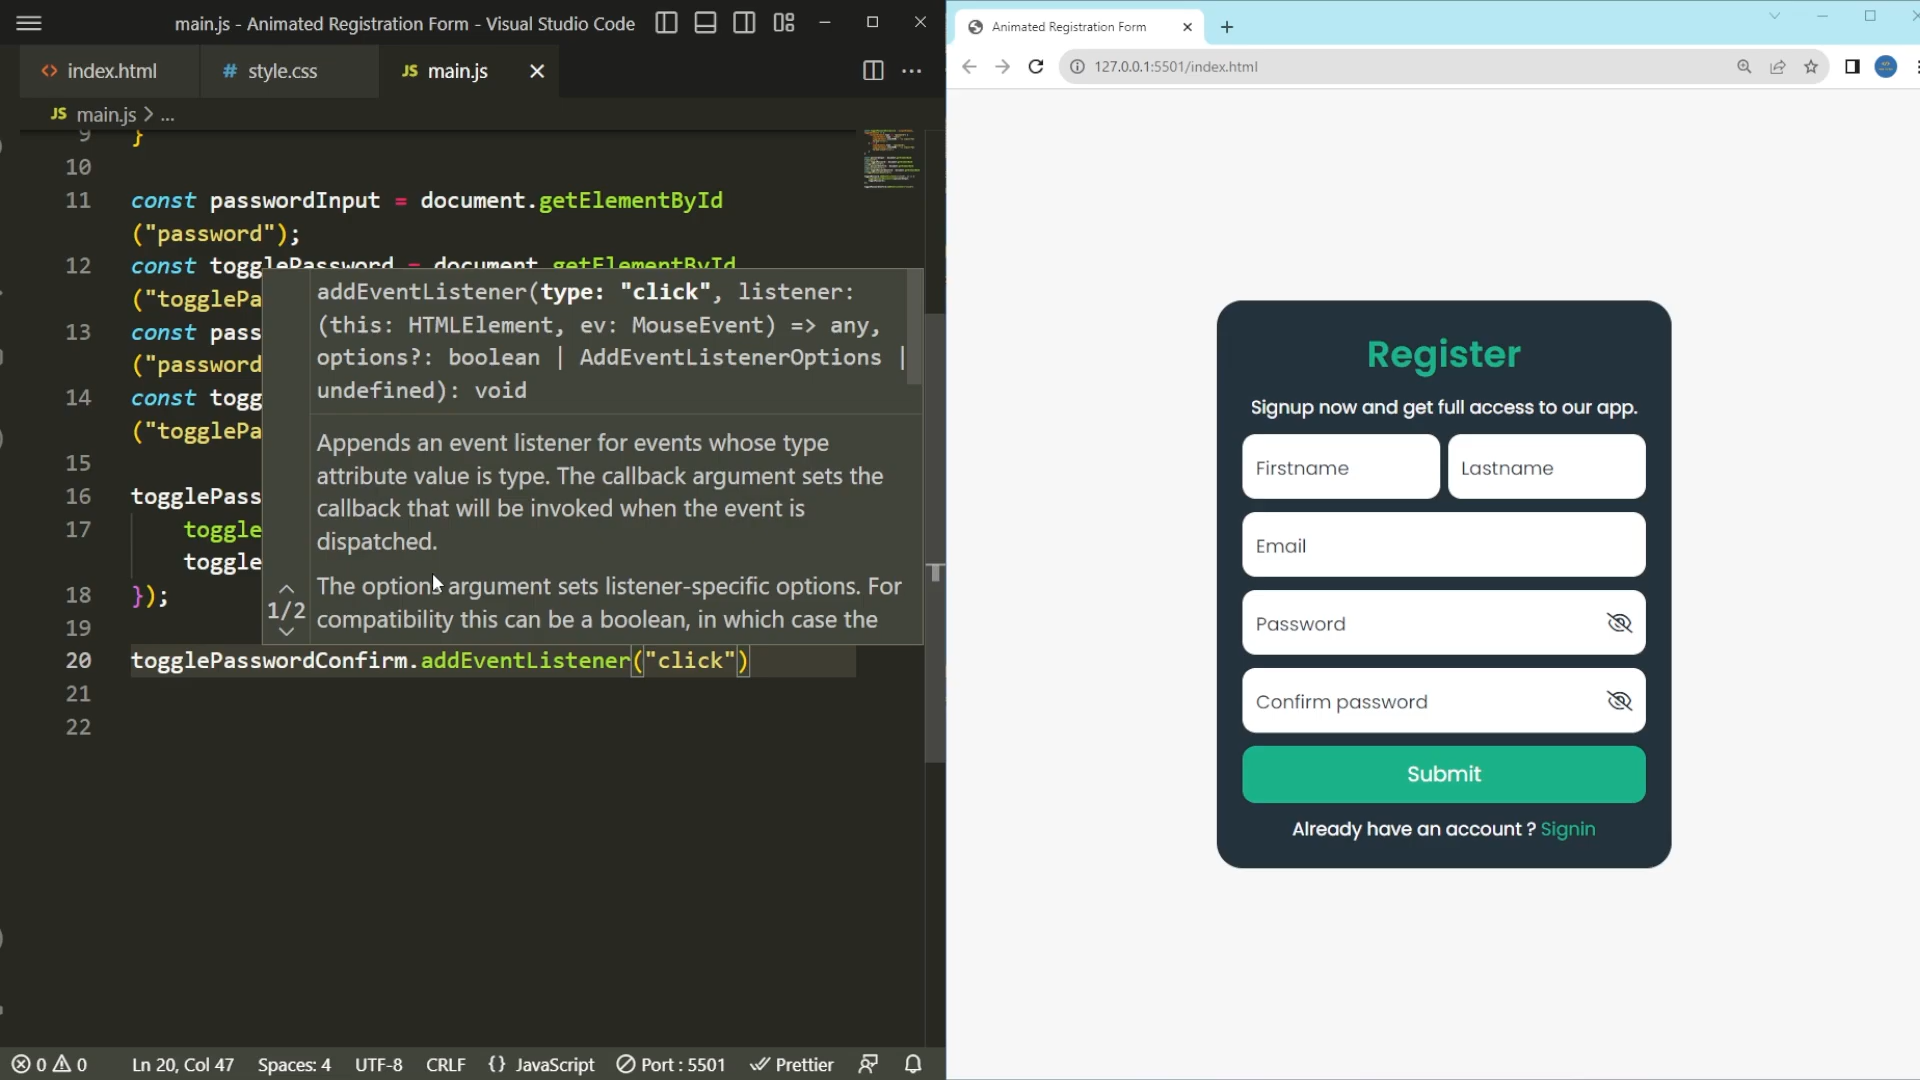 main.js - Animated Registration Form - Visual Studio Code
index.html
style.css
JS main.js
JS main.js > ...
9 }
10
11 const passwordInput = document.getElementById
("password");
12 const togglePassword = document.getElementById
("togglePa
13 const pass
("password
14 const togg
("togglePa
15
16 togglePass
17 toggle
toggle
18 });
19
20 togglePasswordConfirm.addEventListener("click")
21
22
addEventListener(type: "click", listener:
(this: HTMLElement, ev: MouseEvent) => any,
options?: boolean | AddEventListenerOptions |
undefined): void
Appends an event listener for events whose type
attribute value is type. The callback argument sets the
callback that will be invoked when the event is
dispatched.
The options argument sets listener-specific options. For
compatibility this can be a boolean, in which case the
1/2
0 0 Ln 20, Col 47 Spaces: 4 UTF-8 CRLF {} JavaScript Port : 5501 Prettier
Animated Registration Form
127.0.0.1:5501/index.html
Register
Signup now and get full access to our app.
Firstname Lastname
Email
Password
Confirm password
Submit
Already have an account ? Signin